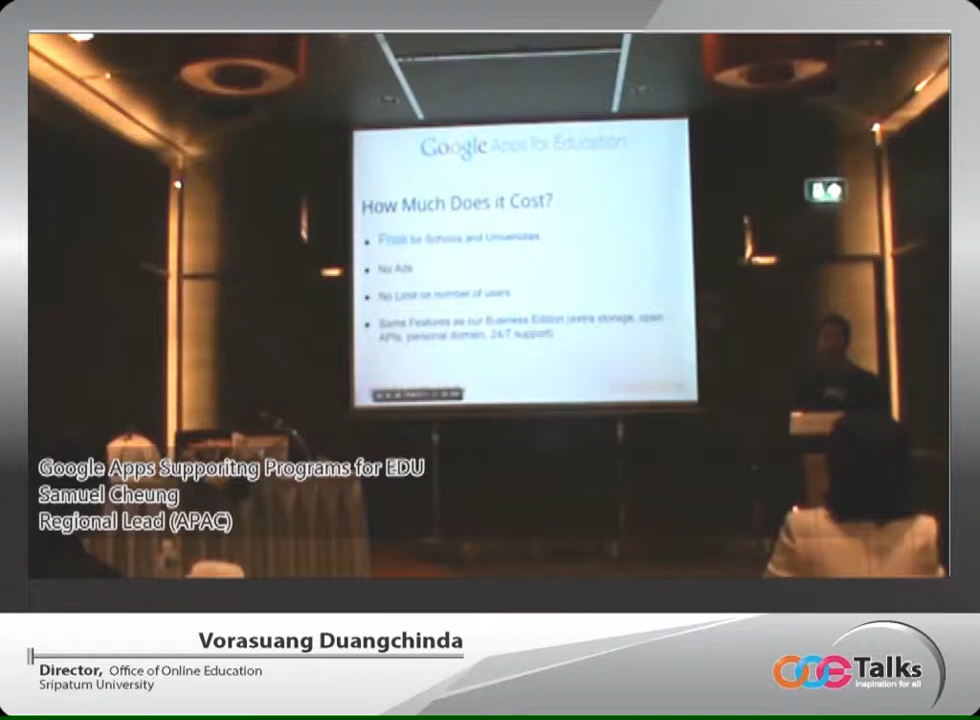 Google Apps for Education
How Much Does it Cost?
Free for Schools and Universities
No Ads
No Limit on number of users
Same Features as our Business Edition (extra storage, open
APIs, personal domain, 24/7 support)
Google Apps Supporitng Programs for EDU
Samuel Cheung
Regional Lead (APAC)
Vorasuang Duangchinda
Director, Office of Online Education
Sripatum University
OOE Talks
Inspiration for all